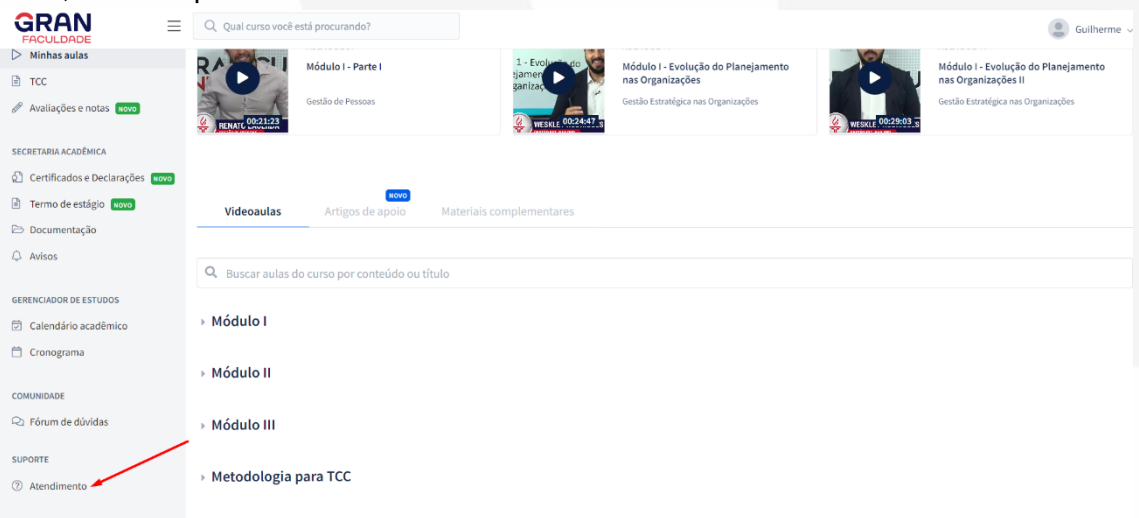 GRAN
FACULDADE
Qual curso você está procurando?
Guilherme
Minhas aulas
TCC
Avaliações e notas NOVO
SECRETARIA ACADÊMICA
Certificados e Declarações NOVO
Termo de estágio NOVO
Documentação
Avisos
GERENCIADOR DE ESTUDOS
Calendário acadêmico
Cronograma
COMUNIDADE
Fórum de dúvidas
SUPORTE
Atendimento
Módulo I - Parte I
Gestão de Pessoas
00:21:23
Módulo I - Evolução do Planejamento
nas Organizações
Gestão Estratégica nas Organizações
00:24:47
Módulo I - Evolução do Planejamento
nas Organizações II
Gestão Estratégica nas Organizações
00:29:03
NOVO
Videoaulas Artigos de apoio Materiais complementares
Buscar aulas do curso por conteúdo ou título
Módulo I
Módulo II
Módulo III
Metodologia para TCC